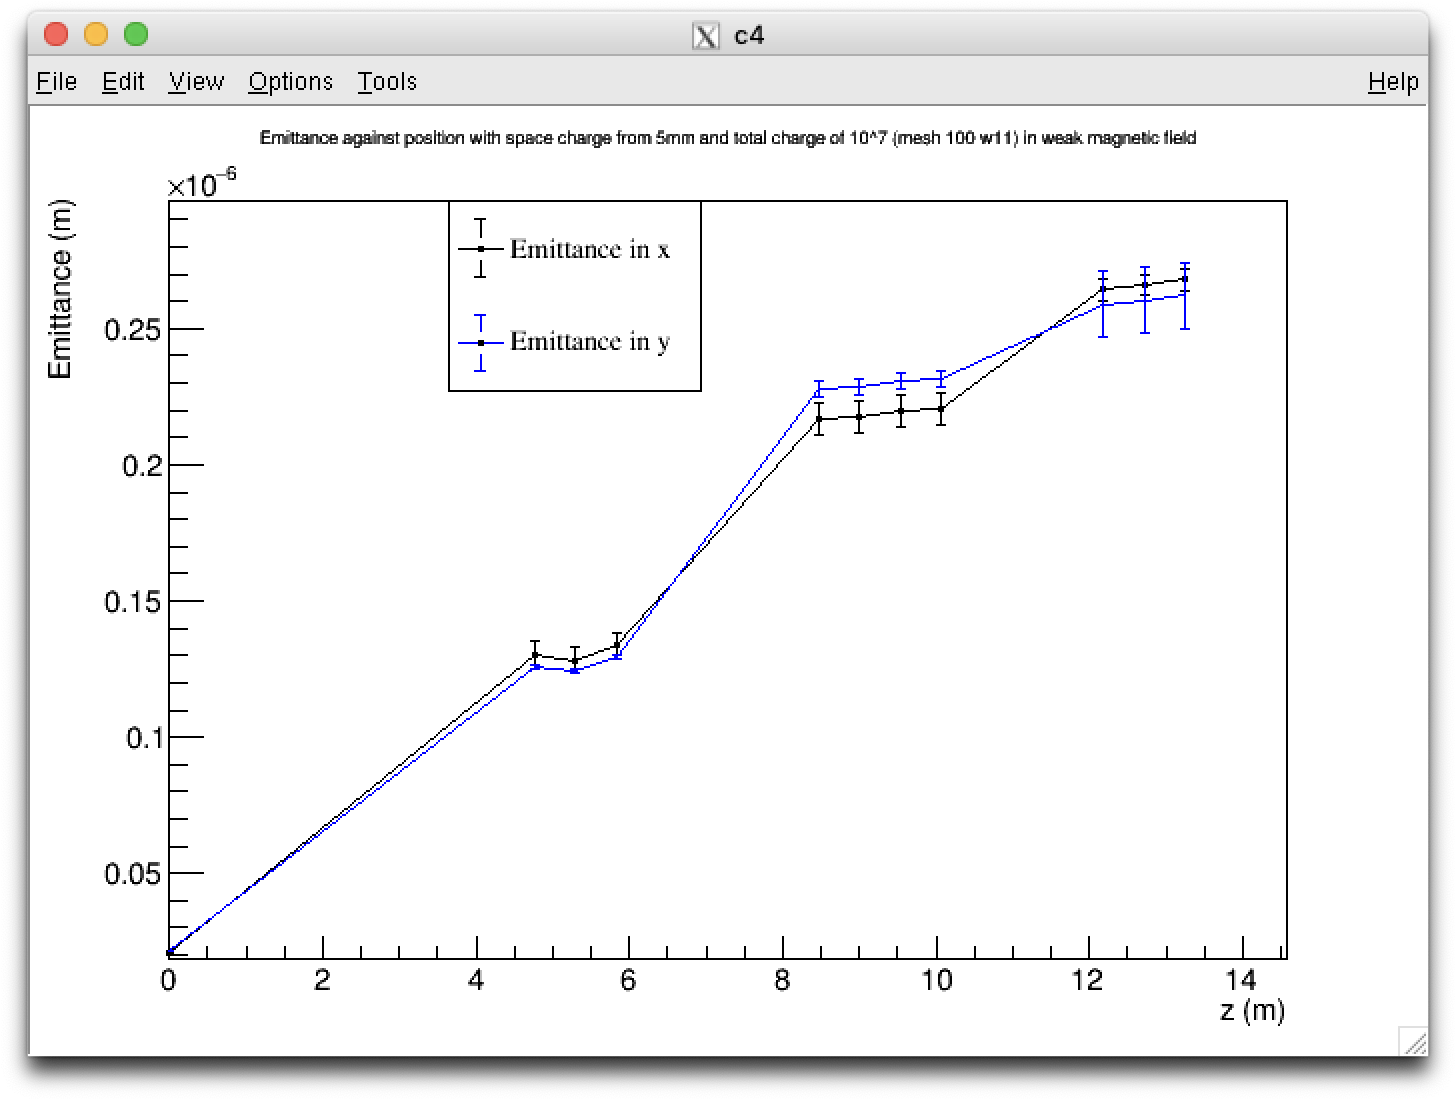 c4
File Edit View Options Tools Help
Emittance against position with space charge from 5mm and total charge of 10^7 (mesh 100 w11) in weak magnetic field
×10⁻⁶
Emittance (m)
Emittance in x
Emittance in y
0.25
0.2
0.15
0.1
0.05
0 2 4 6 8 10 12 14
z (m)